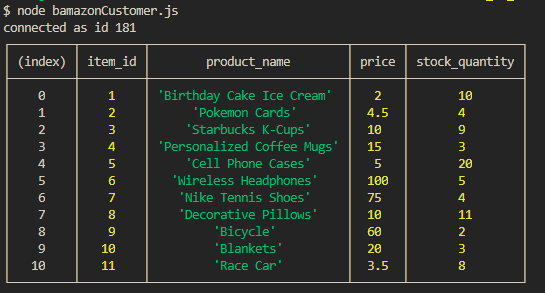 $ node bamazonCustomer.js
connected as id 181
(index) item_id product_name price stock_quantity
0 1 'Birthday Cake Ice Cream' 2 10
1 2 'Pokemon Cards' 4.5 4
2 3 'Starbucks K-Cups' 10 9
3 4 'Personalized Coffee Mugs' 15 3
4 5 'Cell Phone Cases' 5 20
5 6 'Wireless Headphones' 100 5
6 7 'Nike Tennis Shoes' 75 4
7 8 'Decorative Pillows' 10 11
8 9 'Bicycle' 60 2
9 10 'Blankets' 20 3
10 11 'Race Car' 3.5 8